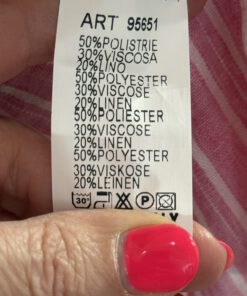 ART 95651
50%POLISTRIE
30%VISCOSA
20%LINO
50%POLYESTER
30%VISCOSE
20%LINEN
50%POLIESTER
30%VISCOSE
20%LINEN
50%POLYESTER
30%VISKOSE
20%LEINEN
30° P